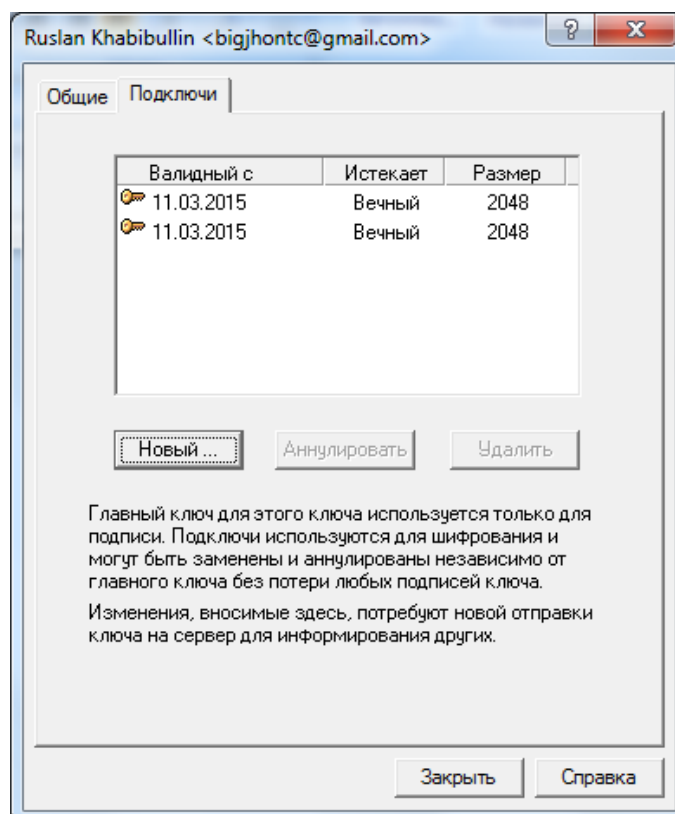 Ruslan Khabibullin <bigjhontc@gmail.com>
Общие Подключи
Валидный с Истекает Размер
11.03.2015 Вечный 2048
11.03.2015 Вечный 2048
Новый ... Аннулировать Удалить
Главный ключ для этого ключа используется только для
подписи. Подключи используются для шифрования и
могут быть заменены и аннулированы независимо от
главного ключа без потери любых подписей ключа.
Изменения, вносимые здесь, потребуют новой отправки
ключа на сервер для информирования других.
Закрыть Справка